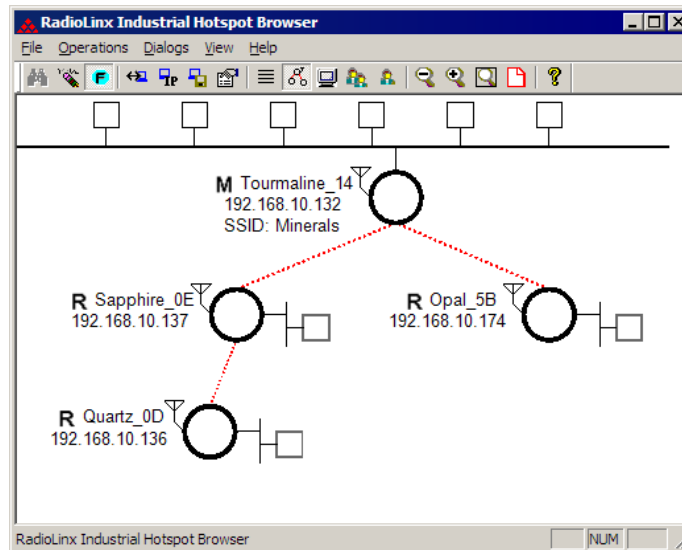 RadioLinx Industrial Hotspot Browser
File Operations Dialogs View Help
F IP ?
M Tourmaline_14
192.168.10.132
SSID: Minerals
R Sapphire_0E
192.168.10.137
R Opal_5B
192.168.10.174
R Quartz_0D
192.168.10.136
RadioLinx Industrial Hotspot Browser NUM